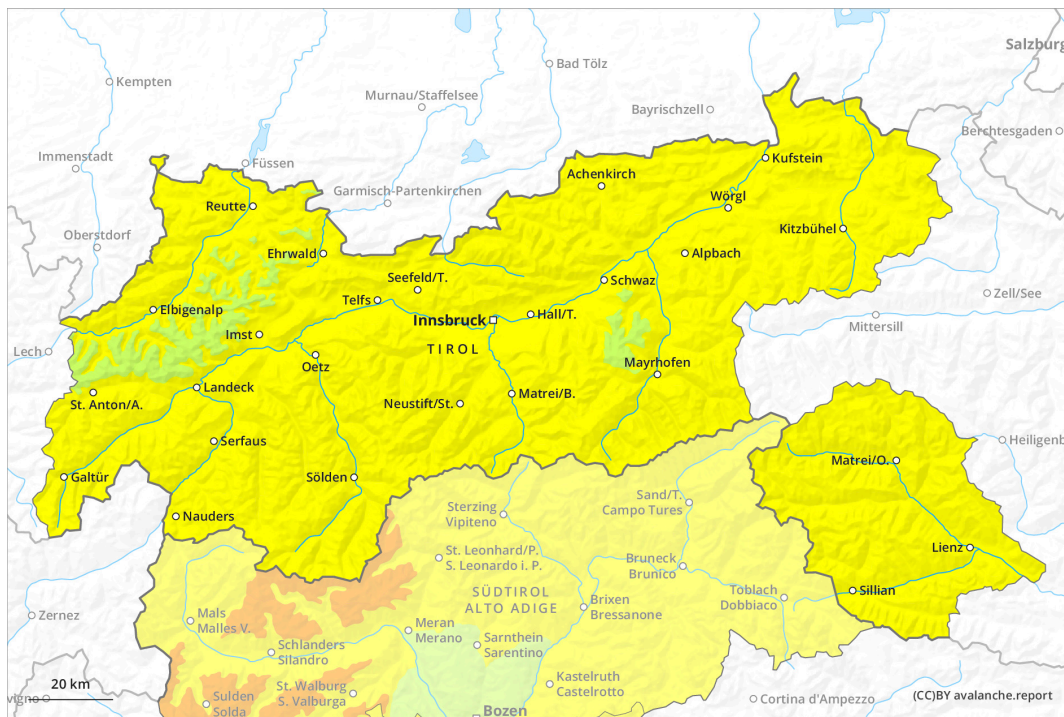 Salzburg
Kempten
Bad Tölz
Murnau/Staffelsee
Bayrischzell
Berchtesgaden
Immenstadt
Füssen
Kufstein
Achenkirch
Garmisch-Partenkirchen
Wörgl
Reutte
Oberstdorf
Kitzbühel
Ehrwald
Alpbach
Seefeld/T.
Schwaz
Zell/See
Telfs
Elbigenalp
Hall/T.
Innsbruck
Mittersill
Imst
TIROL
Lech
Oetz
Mayrhofen
Landeck
St. Anton/A.
Neustift/St.
Matrei/B.
Serfaus
Heiligenb
Matrei/O.
Galtür
Sölden
Sand/T.
Campo Tures
Sterzing
Vipiteno
Nauders
Lienz
St. Leonhard/P.
S. Leonardo i. P.
Bruneck
Brunico
SÜDTIROL
ALTO ADIGE
Sillian
Toblach
Dobbiaco
Zernez
Mals
Malles V.
Brixen
Bressanone
Meran
Merano
Sarnthein
Sarentino
Schlanders
Silandro
Kastelruth
Castelrotto
20 km
St. Walburg
S. Valburga
Sulden
Solda
vigno
Cortina d'Ampezzo
(CC)BY avalanche.report
Bozen